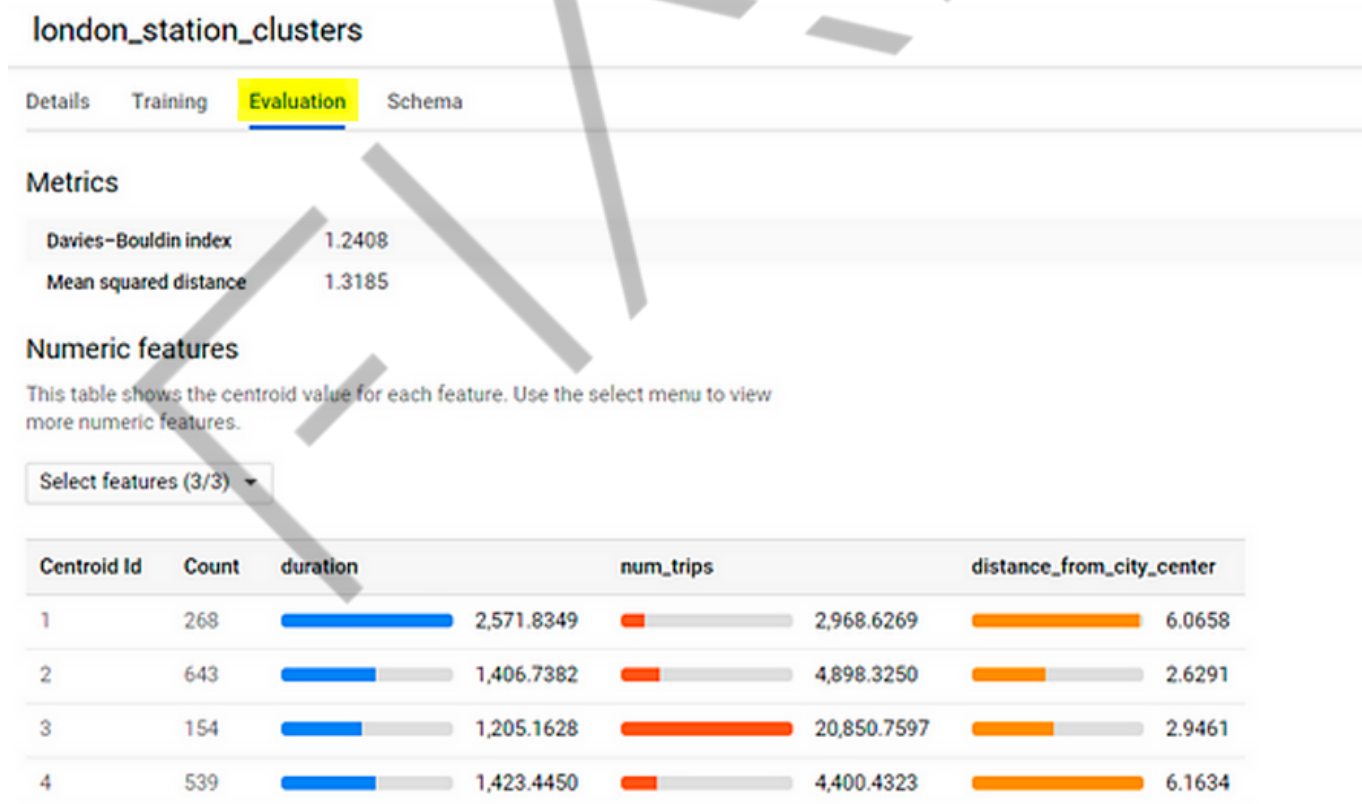 london_station_clusters
Details Training Evaluation Schema
Metrics
Davies-Bouldin index 1.2408
Mean squared distance 1.3185
Numeric features
This table shows the centroid value for each feature. Use the select menu to view
more numeric features.
Select features (3/3)
Centroid Id Count duration num_trips distance_from_city_center
1 268 2,571.8349 2,968.6269 6.0658
2 643 1,406.7382 4,898.3250 2.6291
3 154 1,205.1628 20,850.7597 2.9461
4 539 1,423.4450 4,400.4323 6.1634